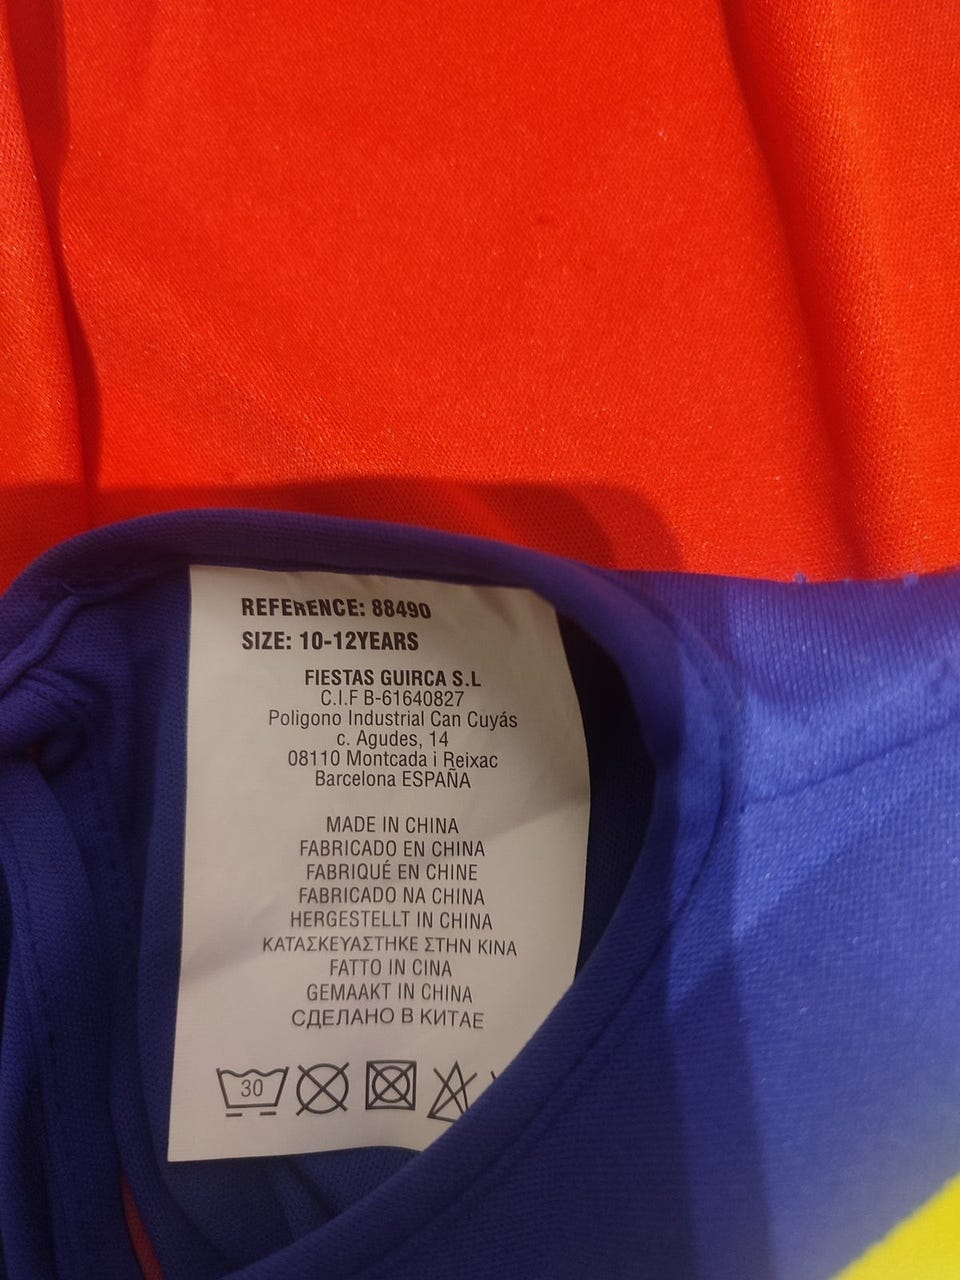 REFERENCE: 88490
SIZE: 10-12YEARS
FIESTAS GUIRCA S.L
C.I.F B-61640827
Poligono Industrial Can Cuyás
c. Agudes, 14
08110 Montcada i Reixac
Barcelona ESPAÑA
MADE IN CHINA
FABRICADO EN CHINA
FABRIQUÉ EN CHINE
FABRICADO NA CHINA
HERGESTELLT IN CHINA
ΚΑΤΑΣΚΕΥΑΣΤΗΚΕ ΣΤΗΝ ΚΙΝΑ
FATTO IN CINA
GEMAAKT IN CHINA
СДЕЛАНО В КИТАЕ
30